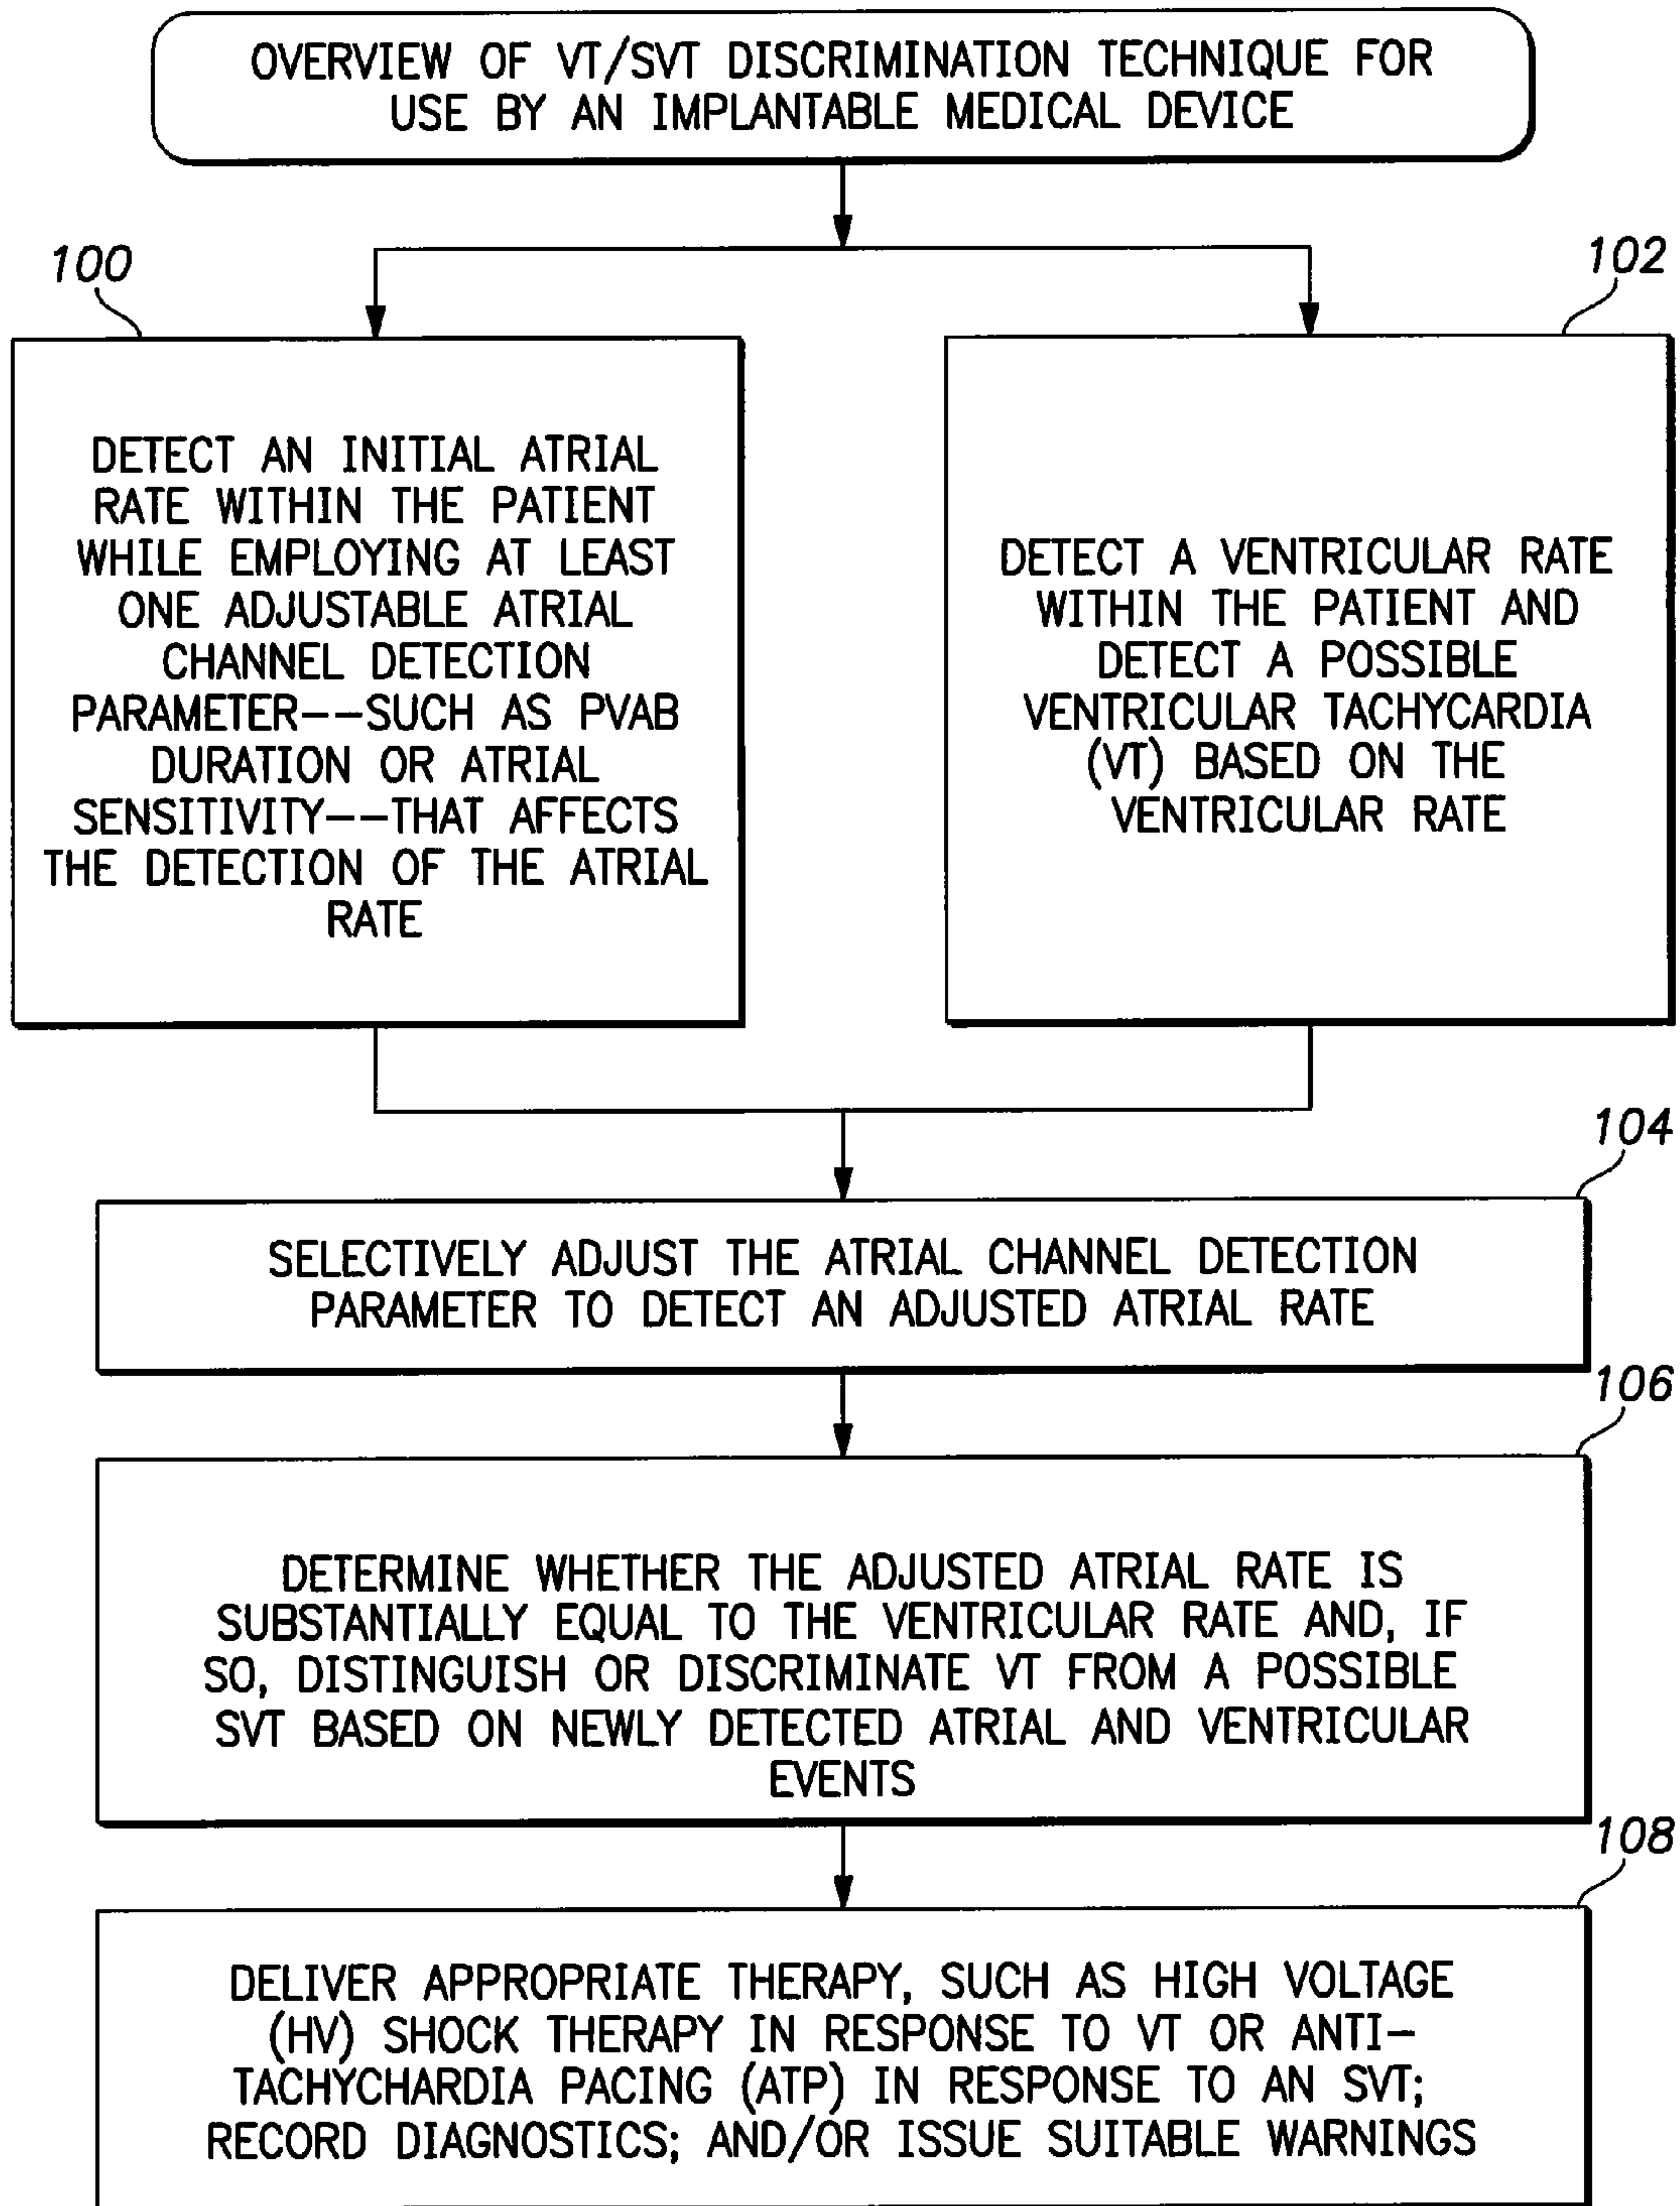 OVERVIEW OF VT/SVT DISCRIMINATION TECHNIQUE FOR
USE BY AN IMPLANTABLE MEDICAL DEVICE
100
DETECT AN INITIAL ATRIAL
RATE WITHIN THE PATIENT
WHILE EMPLOYING AT LEAST
ONE ADJUSTABLE ATRIAL
CHANNEL DETECTION
PARAMETER--SUCH AS PVAB
DURATION OR ATRIAL
SENSITIVITY--THAT AFFECTS
THE DETECTION OF THE ATRIAL
RATE
102
DETECT A VENTRICULAR RATE
WITHIN THE PATIENT AND
DETECT A POSSIBLE
VENTRICULAR TACHYCARDIA
(VT) BASED ON THE
VENTRICULAR RATE
104
SELECTIVELY ADJUST THE ATRIAL CHANNEL DETECTION
PARAMETER TO DETECT AN ADJUSTED ATRIAL RATE
106
DETERMINE WHETHER THE ADJUSTED ATRIAL RATE IS
SUBSTANTIALLY EQUAL TO THE VENTRICULAR RATE AND, IF
SO, DISTINGUISH OR DISCRIMINATE VT FROM A POSSIBLE
SVT BASED ON NEWLY DETECTED ATRIAL AND VENTRICULAR
EVENTS
108
DELIVER APPROPRIATE THERAPY, SUCH AS HIGH VOLTAGE
(HV) SHOCK THERAPY IN RESPONSE TO VT OR ANTI-
TACHYCHARDIA PACING (ATP) IN RESPONSE TO AN SVT;
RECORD DIAGNOSTICS; AND/OR ISSUE SUITABLE WARNINGS